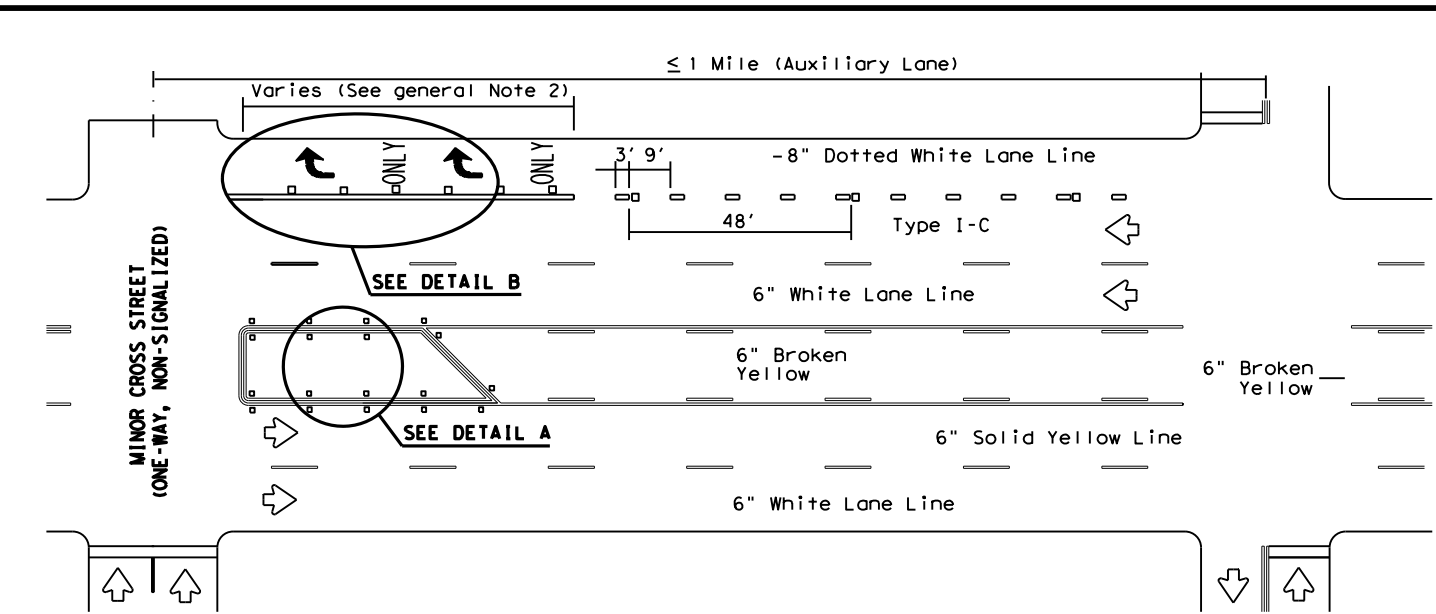 ≤ 1 Mile (Auxiliary Lane)
Varies (See general Note 2)
ONLY
ONLY
3' 9'
-8" Dotted White Lane Line
48'
Type I-C
SEE DETAIL B
6" White Lane Line
MINOR CROSS STREET
(ONE-WAY, NON-SIGNALIZED)
6" Broken
Yellow
6" Broken
Yellow
SEE DETAIL A
6" Solid Yellow Line
6" White Lane Line